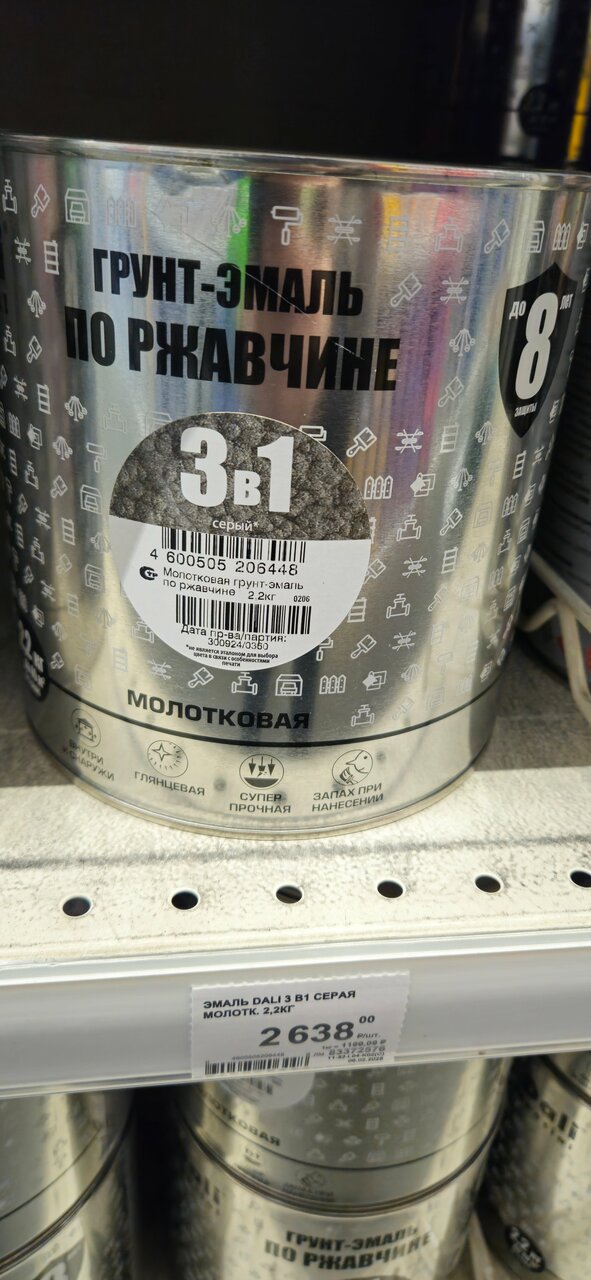 ГРУНТ-ЭМАЛЬ
ПО РЖАВЧИНЕ
ДО 8 ЛЕТ
ЗАЩИТЫ
3в1
серый*
4 600505 206448
Молотковая грунт-эмаль
по ржавчине 2.2кг 0206
Дата пр-ва/партия:
300924/0350
*не является эталоном для выбора
цвета в связи с особенностями
печати
МОЛОТКОВАЯ
ВНУТРИ
И СНАРУЖИ
ГЛЯНЦЕВАЯ
СУПЕР
ПРОЧНАЯ
ЗАПАХ ПРИ
НАНЕСЕНИИ
ЭМАЛЬ DALI 3 В1 СЕРАЯ
МОЛОТК. 2,2КГ
2 638 00
₽/шт.
83372576
МОЛОТКОВАЯ
ГРУНТ-ЭМАЛЬ
ПО РЖАВЧИНЕ